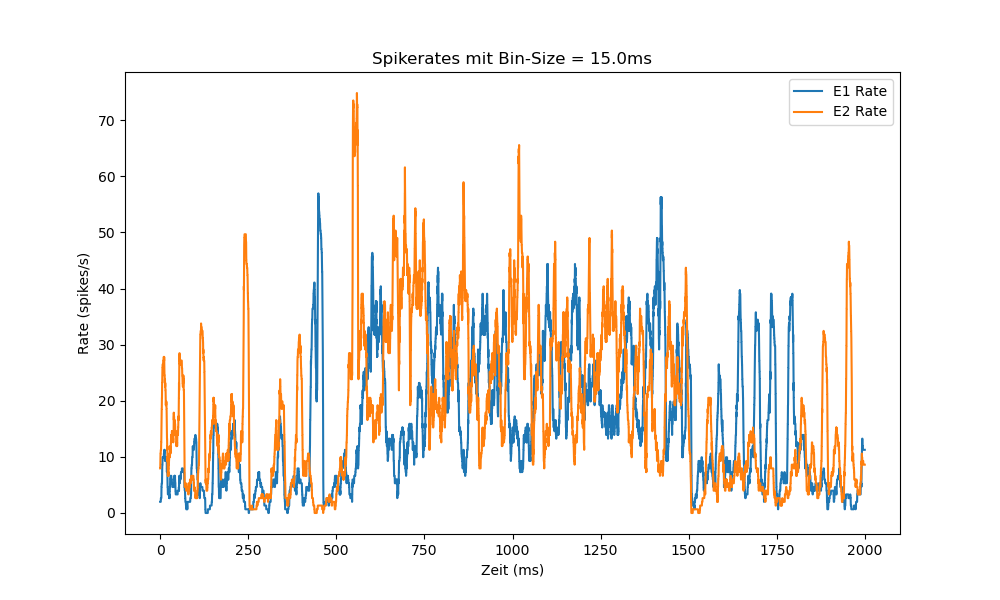 Spikerates mit Bin-Size = 15.0ms
E1 Rate
E2 Rate
Rate (spikes/s)
70
60
50
40
30
20
10
0
0 250 500 750 1000 1250 1500 1750 2000
Zeit (ms)